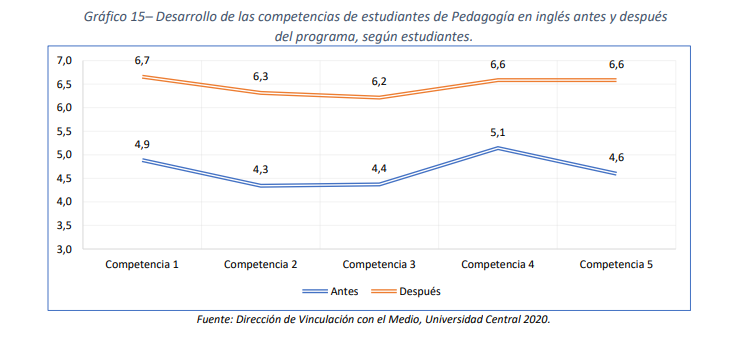 Gráfico 15– Desarrollo de las competencias de estudiantes de Pedagogía en inglés antes y después
del programa, según estudiantes.
7,0
6,5
6,0
5,5
5,0
4,5
4,0
3,5
3,0
6,7 6,3 6,2 6,6 6,6
4,9 4,3 4,4 5,1 4,6
Competencia 1 Competencia 2 Competencia 3 Competencia 4 Competencia 5
Antes Después
Fuente: Dirección de Vinculación con el Medio, Universidad Central 2020.